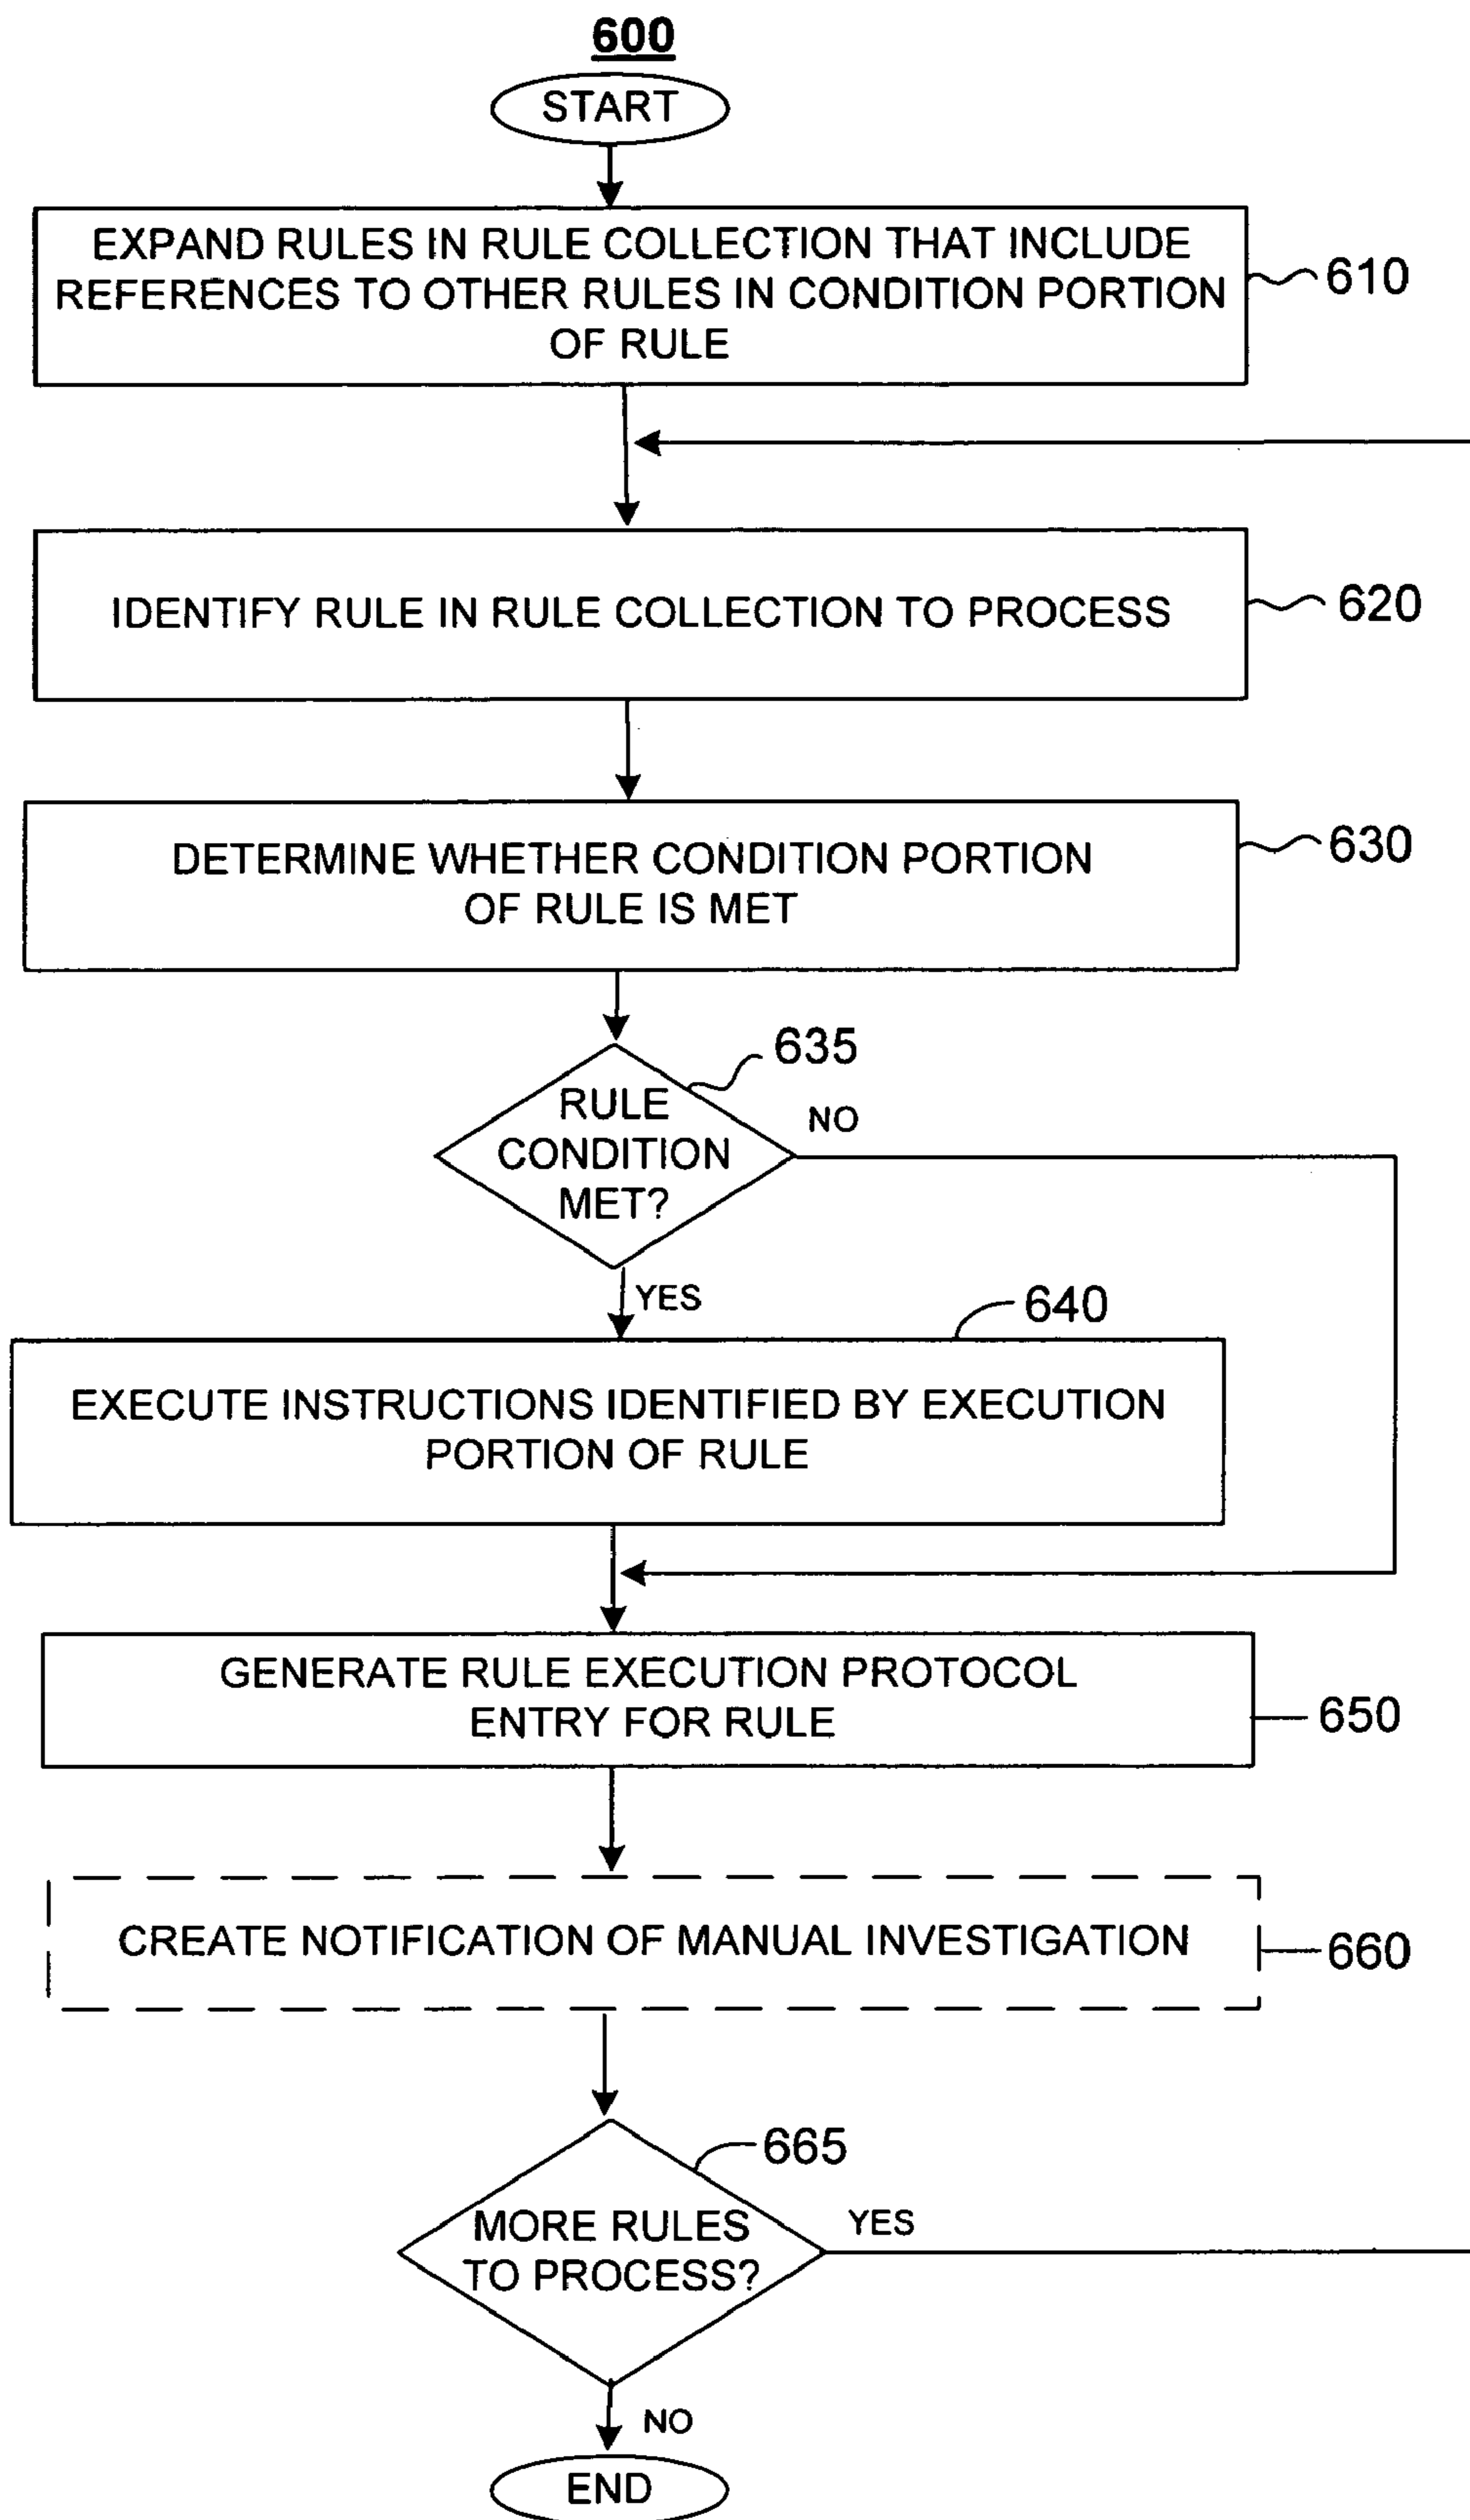 600
START
EXPAND RULES IN RULE COLLECTION THAT INCLUDE
REFERENCES TO OTHER RULES IN CONDITION PORTION
OF RULE
610
IDENTIFY RULE IN RULE COLLECTION TO PROCESS
620
DETERMINE WHETHER CONDITION PORTION
OF RULE IS MET
630
635
RULE
CONDITION
MET?
NO
YES
640
EXECUTE INSTRUCTIONS IDENTIFIED BY EXECUTION
PORTION OF RULE
GENERATE RULE EXECUTION PROTOCOL
ENTRY FOR RULE
650
CREATE NOTIFICATION OF MANUAL INVESTIGATION
660
665
MORE RULES
TO PROCESS?
YES
NO
END